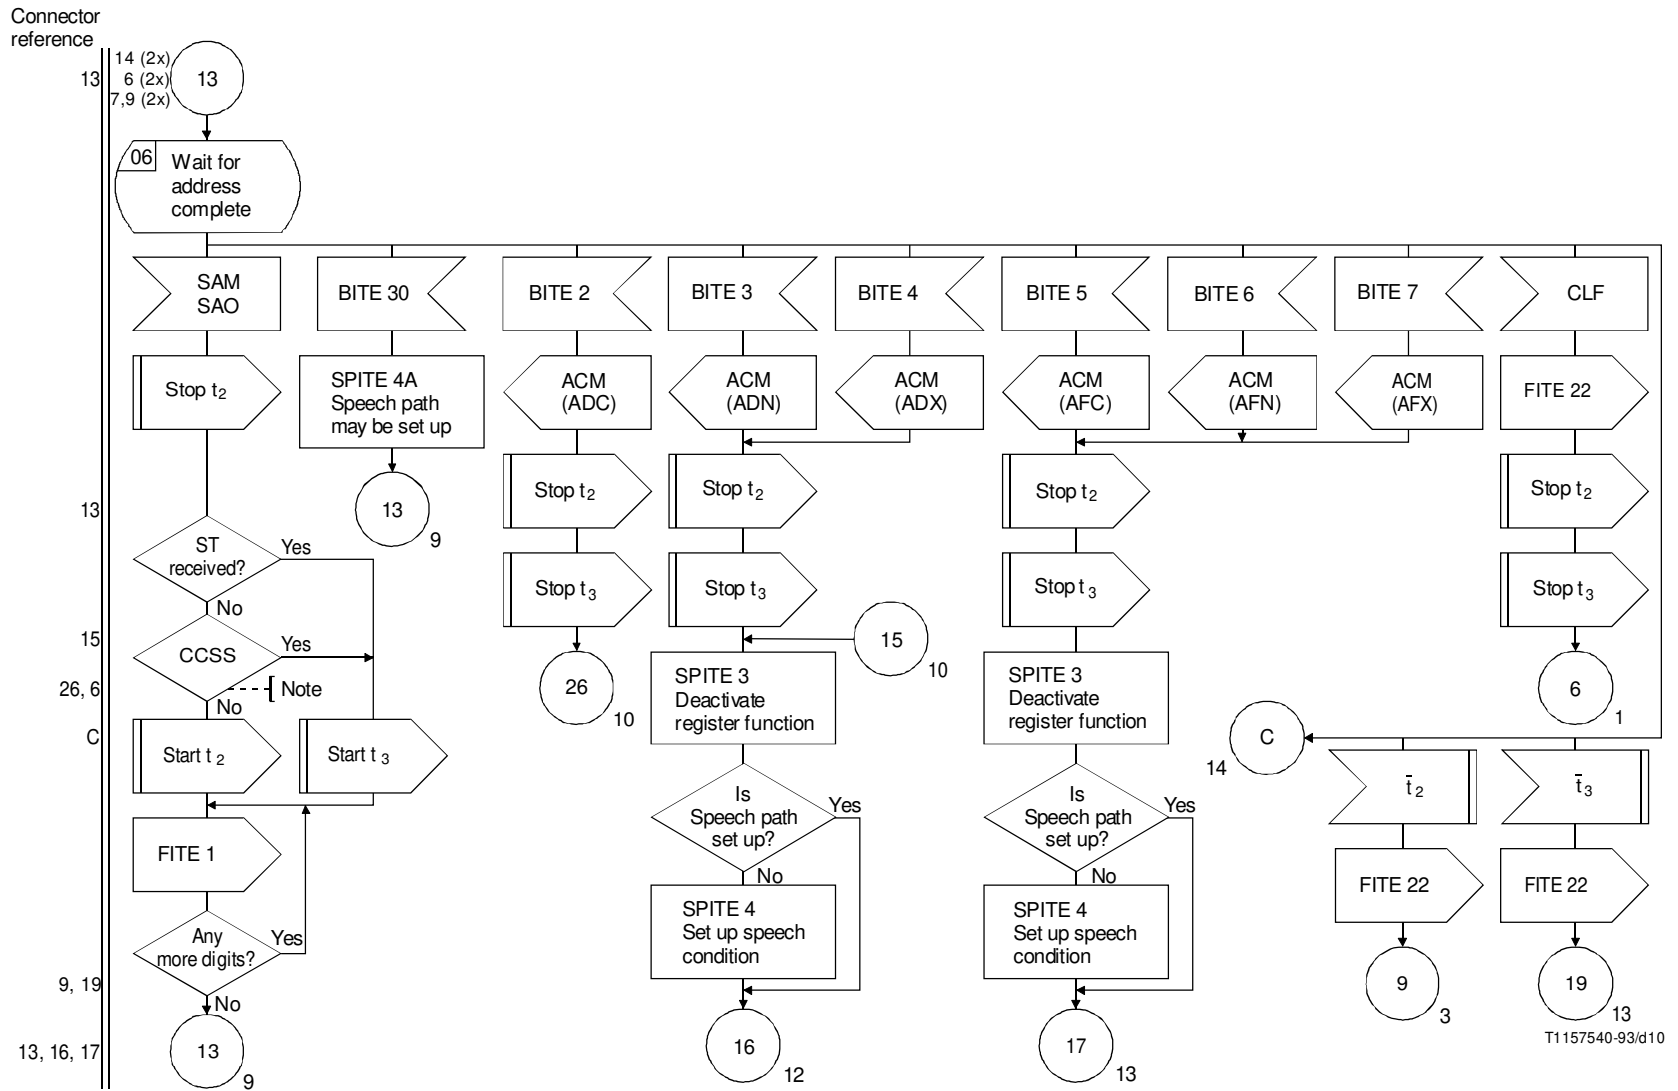 Connector
reference
13
14 (2x)
6 (2x)
7,9 (2x)
13
06
Wait for
address
complete
SAM
SAO
BITE 30
BITE 2
BITE 3
BITE 4
BITE 5
BITE 6
BITE 7
CLF
Stop t2
SPITE 4A
Speech path
may be set up
ACM
(ADC)
ACM
(ADN)
ACM
(ADX)
ACM
(AFC)
ACM
(AFN)
ACM
(AFX)
FITE 22
13
13
9
Stop t2
Stop t2
Stop t2
Stop t2
ST
received?
Yes
No
Stop t3
Stop t3
Stop t3
Stop t3
15
CCSS
Yes
Note
No
15
10
26, 6
26
10
SPITE 3
Deactivate
register function
SPITE 3
Deactivate
register function
6
1
C
Start t2
Start t3
C
14
t̄2
t̄3
Is
Speech path
set up?
Yes
No
Is
Speech path
set up?
Yes
No
FITE 1
FITE 22
FITE 22
Any
more digits?
Yes
No
SPITE 4
Set up speech
condition
SPITE 4
Set up speech
condition
9, 19
9
3
19
13
13, 16, 17
13
9
16
12
17
13
T1157540-93/d10